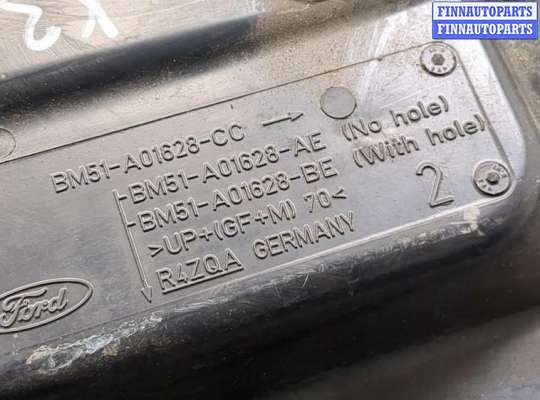 FINNAUTOPARTS
FINNAUTOPARTS
FINNAUTOPARTS
BM51-A01628-CC
BM51-A01628-AE (No hole)
BM51-A01628-BE (With hole)
>UP+(GF+M) 70<
R4ZQA GERMANY
2
Ford